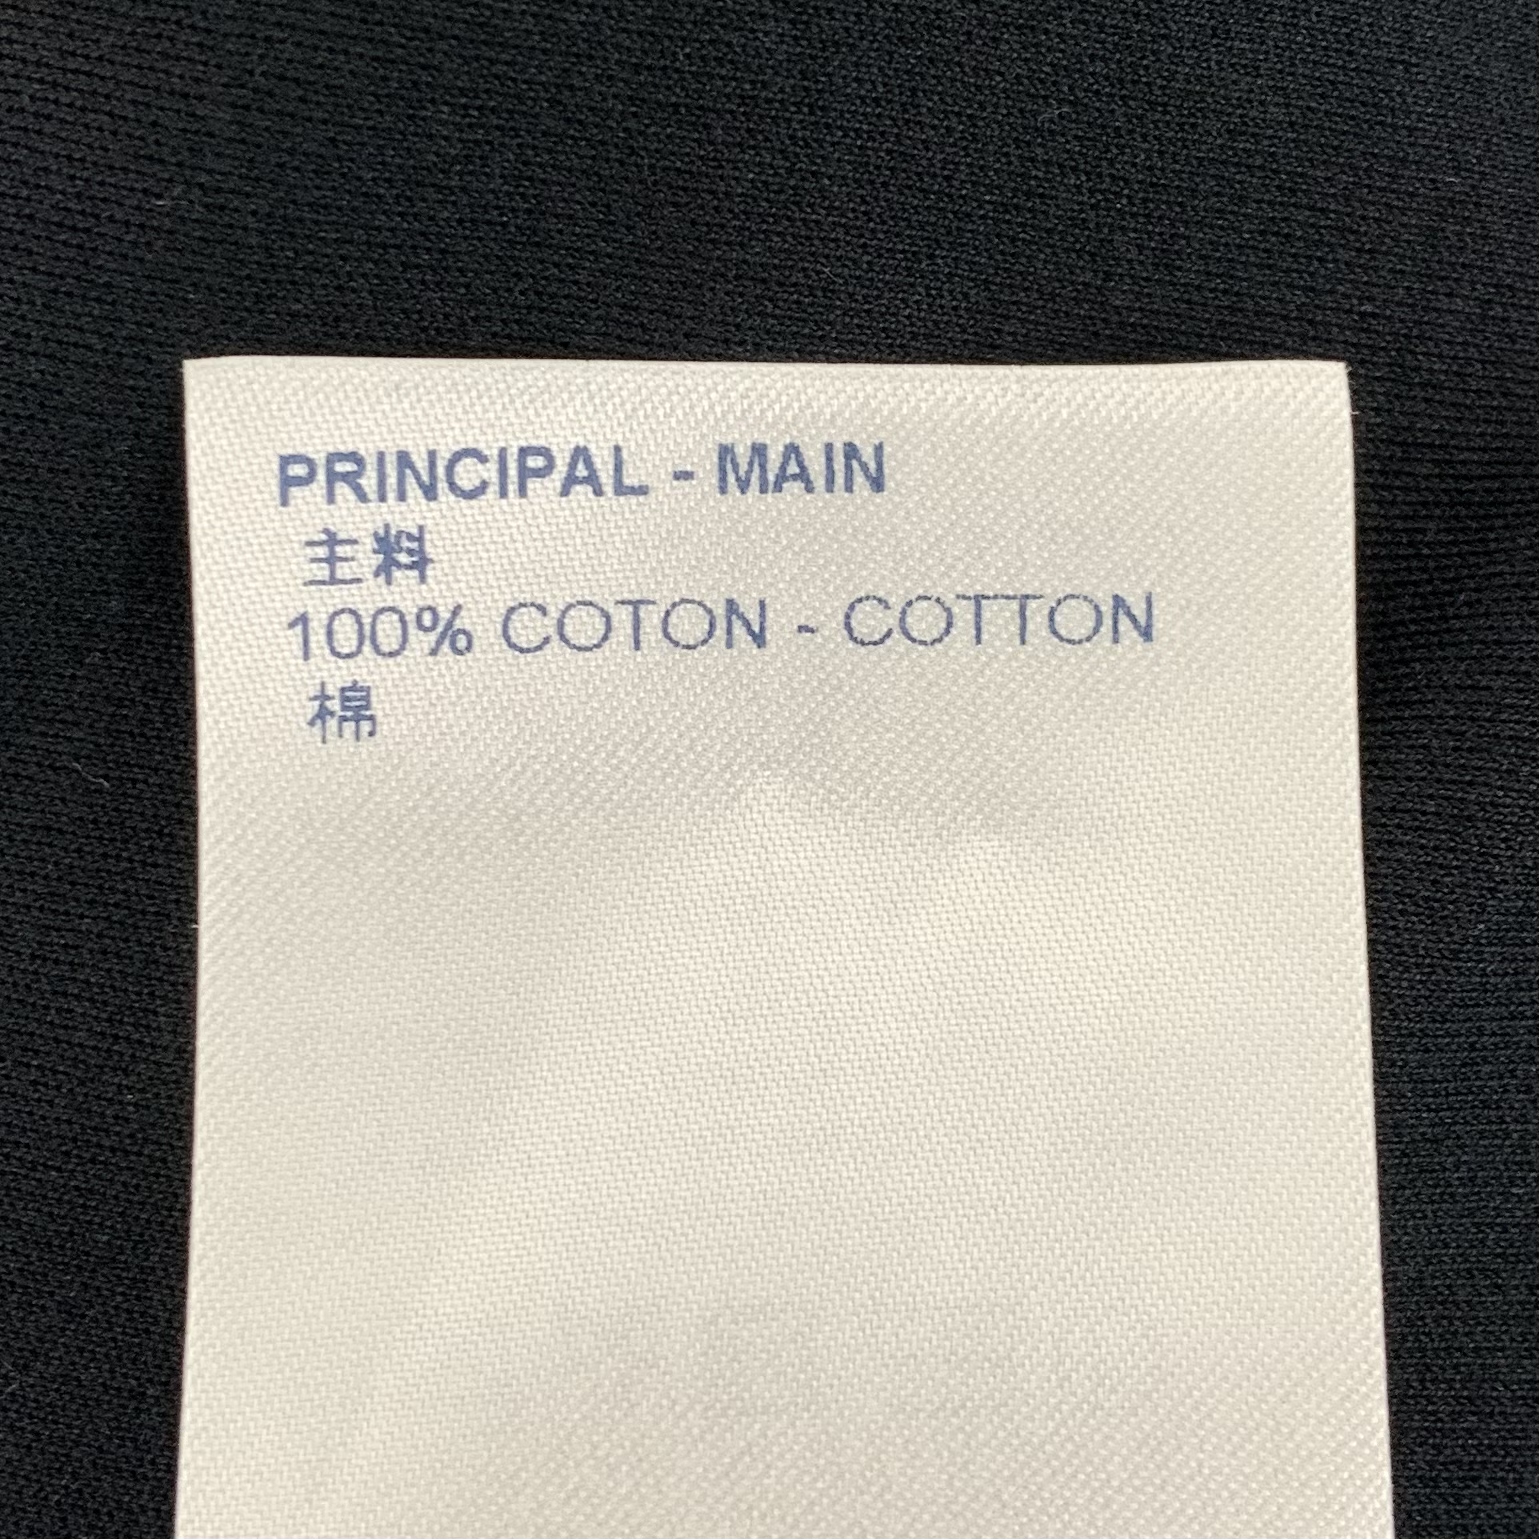 PRINCIPAL - MAIN
主料
100% COTON - COTTON
棉